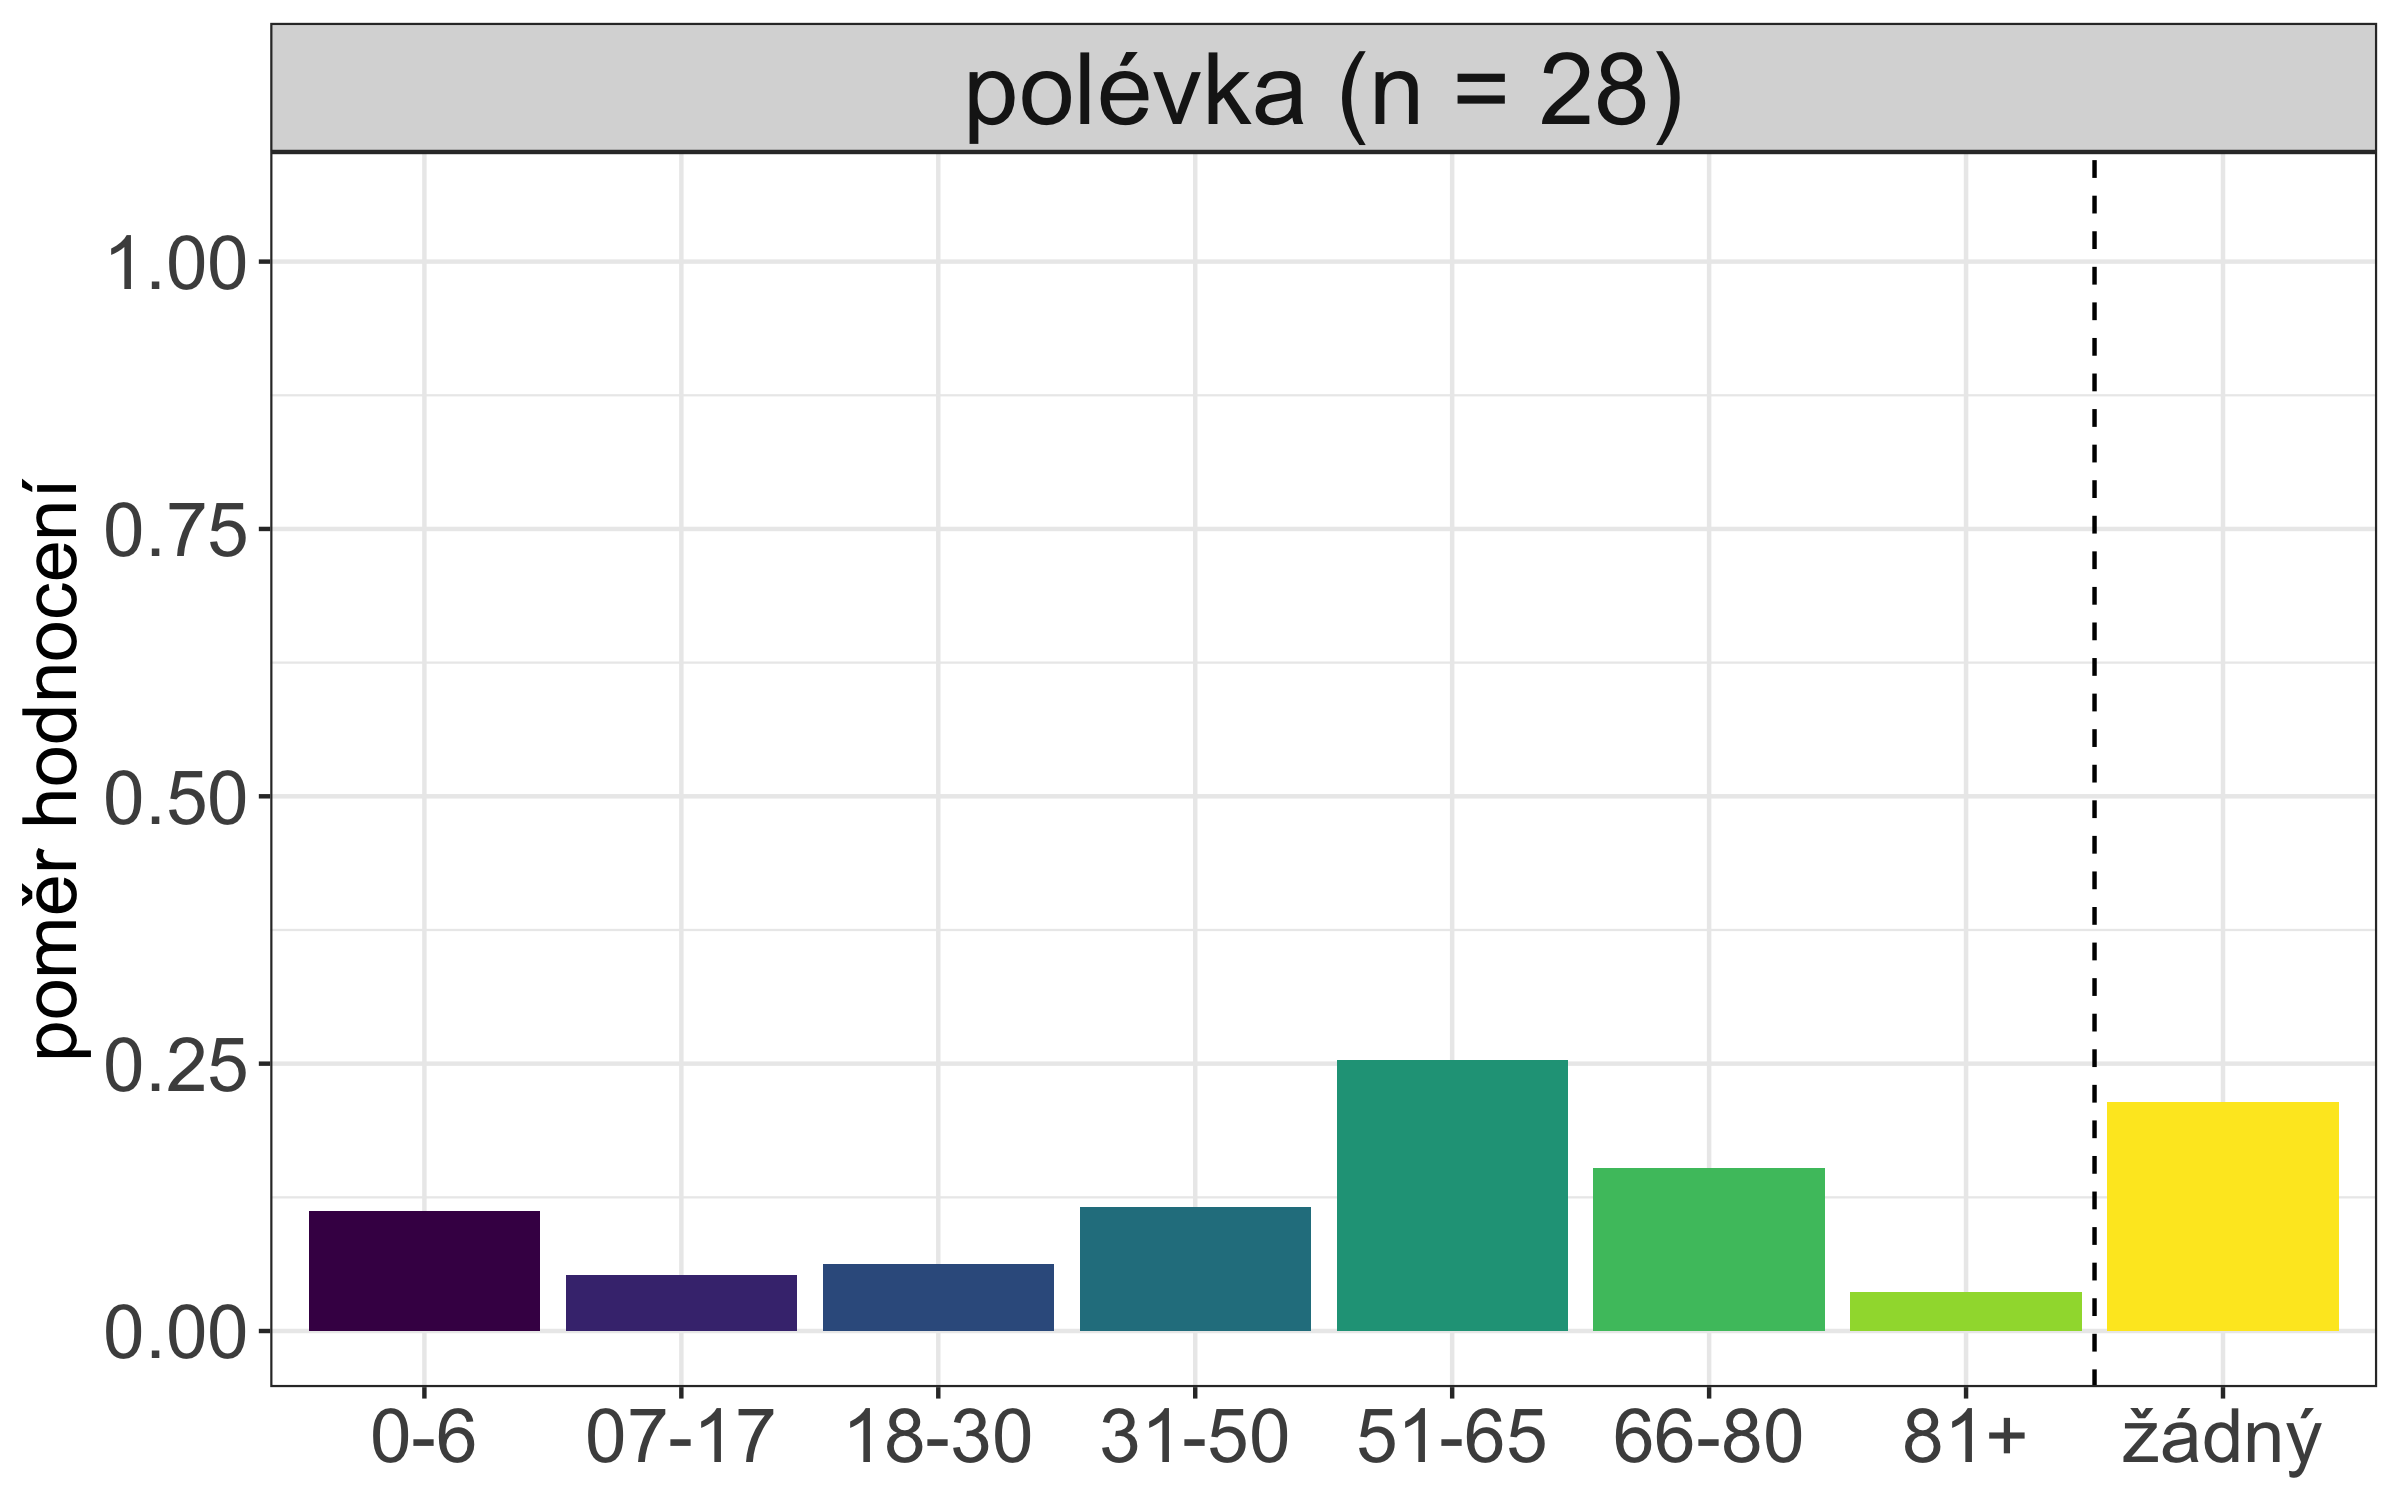 polévka (n = 28)
poměr hodnocení
1.00
0.75
0.50
0.25
0.00
0-6 07-17 18-30 31-50 51-65 66-80 81+ žádný